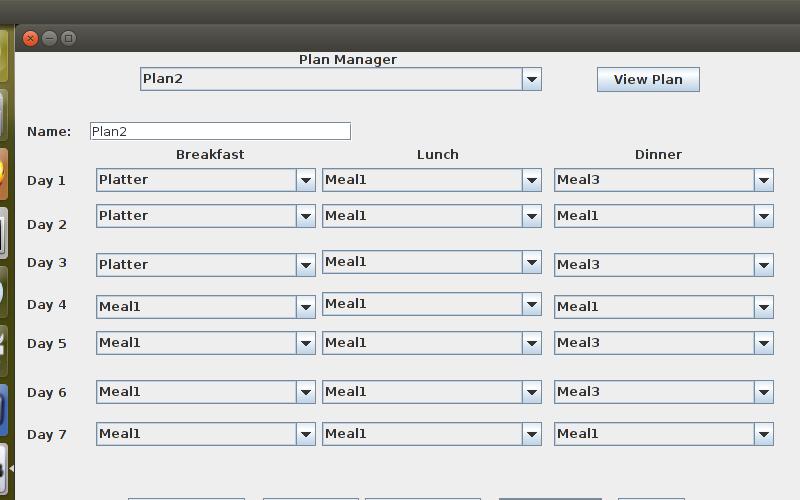 Plan Manager
Plan2 View Plan
Name: Plan2
Breakfast Lunch Dinner
Day 1 Platter Meal1 Meal3
Day 2 Platter Meal1 Meal1
Day 3 Platter Meal1 Meal3
Day 4 Meal1 Meal1 Meal1
Day 5 Meal1 Meal1 Meal3
Day 6 Meal1 Meal1 Meal3
Day 7 Meal1 Meal1 Meal1